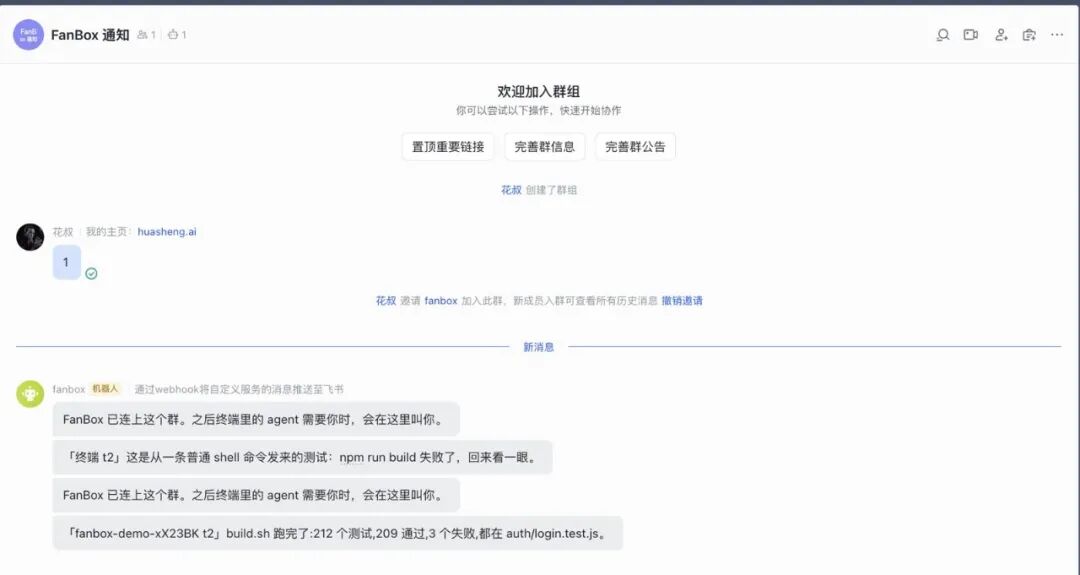 FanB
ox 通知
FanBox 通知 1 1
欢迎加入群组
你可以尝试以下操作，快速开始协作
置顶重要链接 完善群信息 完善群公告
花叔 创建了群组
花叔 | 我的主页： huasheng.ai
1
花叔 邀请 fanbox 加入此群，新成员入群可查看所有历史消息 撤销邀请
新消息
fanbox 机器人 通过webhook将自定义服务的消息推送至飞书
FanBox 已连上这个群。之后终端里的 agent 需要你时，会在这里叫你。
「终端 t2」这是从一条普通 shell 命令发来的测试：npm run build 失败了，回来看一眼。
FanBox 已连上这个群。之后终端里的 agent 需要你时，会在这里叫你。
「fanbox-demo-xX23BK t2」build.sh 跑完了:212 个测试,209 通过,3 个失败,都在 auth/login.test.js。